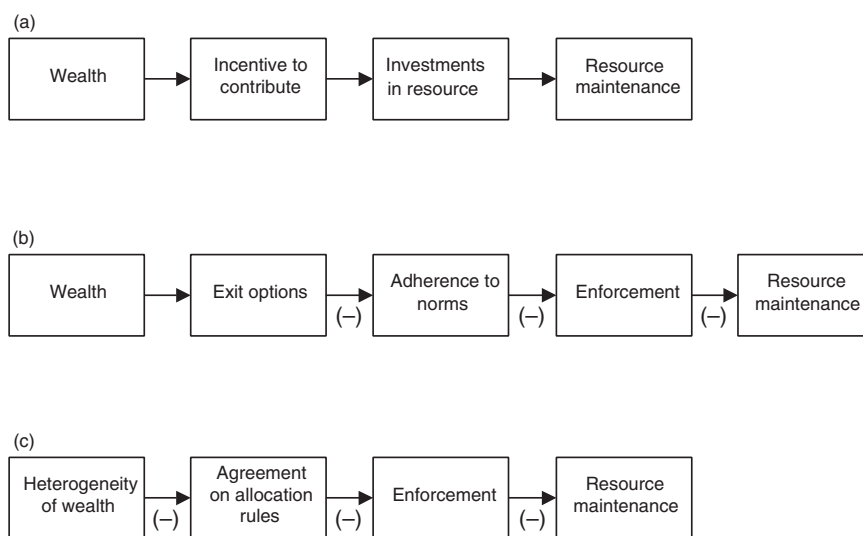 (a)
Wealth
Incentive to
contribute
Investments
in resource
Resource
maintenance
(b)
Wealth
Exit options
(–)
Adherence to
norms
(–)
Enforcement
(–)
Resource
maintenance
(c)
Heterogeneity
of wealth
(–)
Agreement
on allocation
rules
(–)
Enforcement
(–)
Resource
maintenance